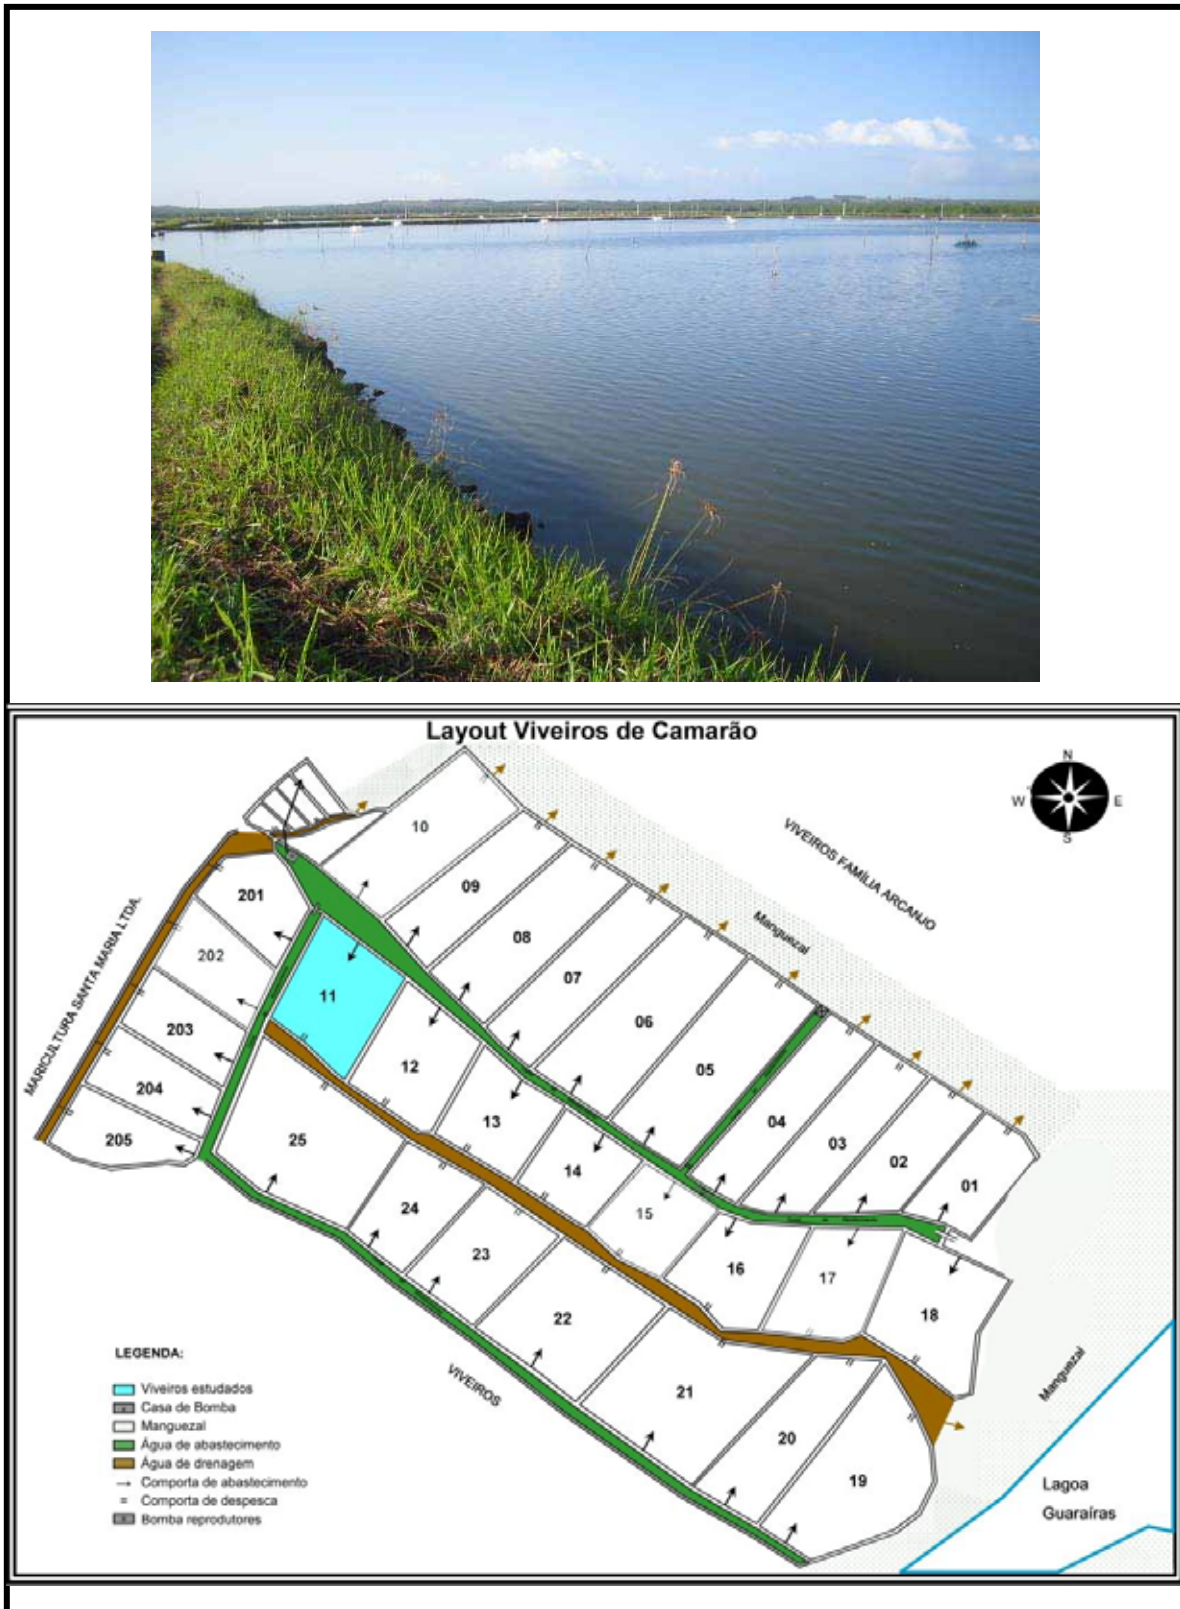 Layout Viveiros de Camarão
N
W
E
S
VIVEIROS FAMÍLIA ARCANJO
Manguezal
MARICULTURA SANTA MARIA LTDA.
10
09
08
07
06
05
04
03
02
01
201
202
203
204
205
11
12
13
14
15
16
17
18
25
24
23
22
21
20
19
VIVEIROS
Manguezal
Lagoa
Guaraíras
LEGENDA:
Viveiros estudados
Casa de Bomba
Manguezal
Água de abastecimento
Água de drenagem
Comporta de abastecimento
Comporta de despesca
Bomba reprodutores